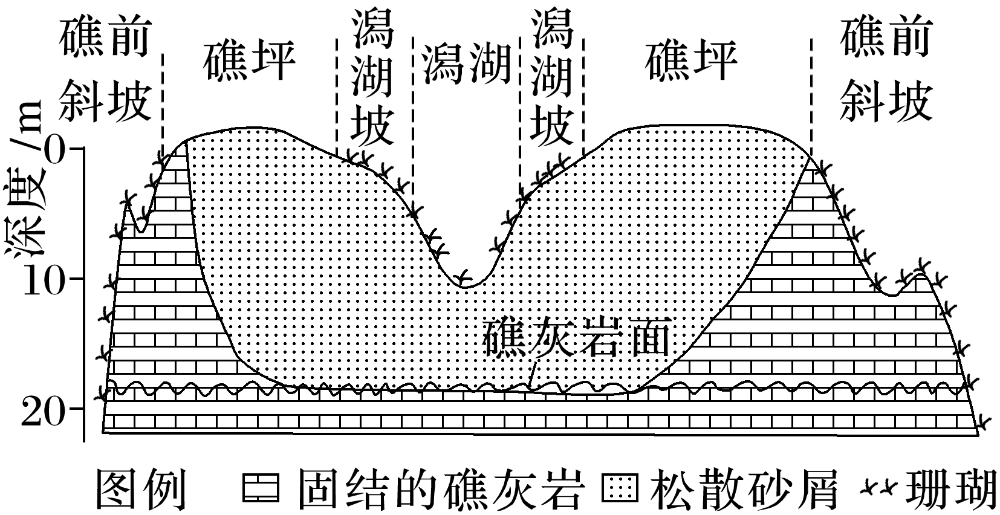 礁前斜坡
礁坪
潟湖坡
潟湖
潟湖坡
礁坪
礁前斜坡
深度/m
0
10
20
礁灰岩面
图例 固结的礁灰岩 松散砂屑 珊瑚